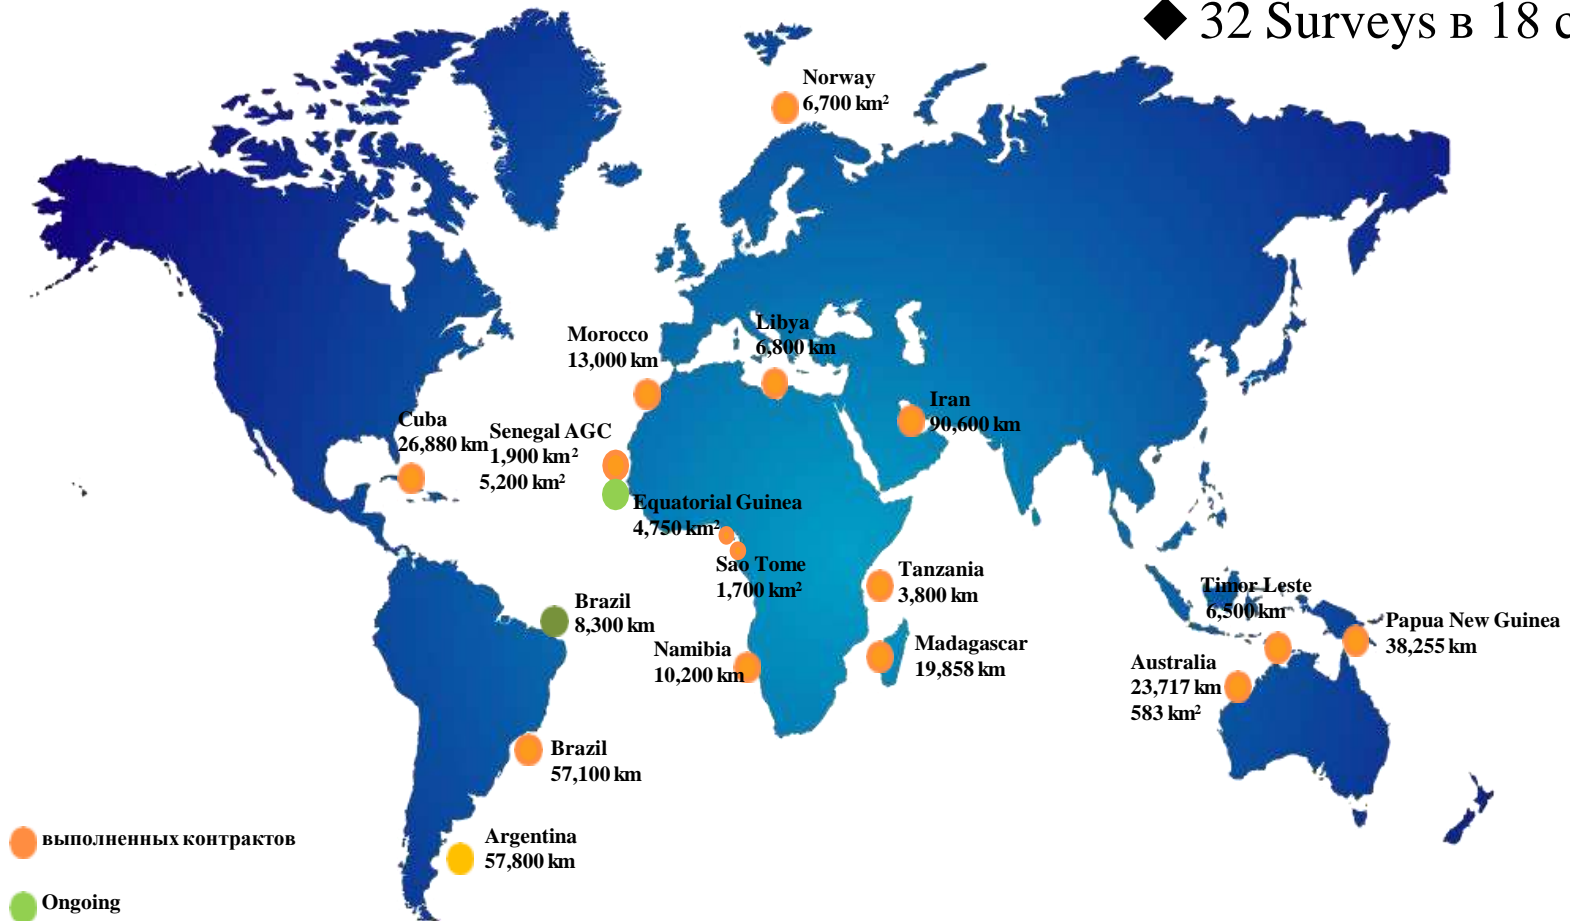 ◆ 32 Surveys в 18 с
Norway
6,700 km²
Libya
6,800 km
Morocco
13,000 km
Iran
90,600 km
Cuba
26,880 km
Senegal AGC
1,900 km²
5,200 km²
Equatorial Guinea
4,750 km²
Sao Tome
1,700 km²
Tanzania
3,800 km
Timor Leste
6,500km
Brazil
8,300 km
Papua New Guinea
38,255 km
Namibia
10,200 km
Madagascar
19,858 km
Australia
23,717 km
583 km²
Brazil
57,100 km
Argentina
57,800 km
выполненных контрактов
Ongoing